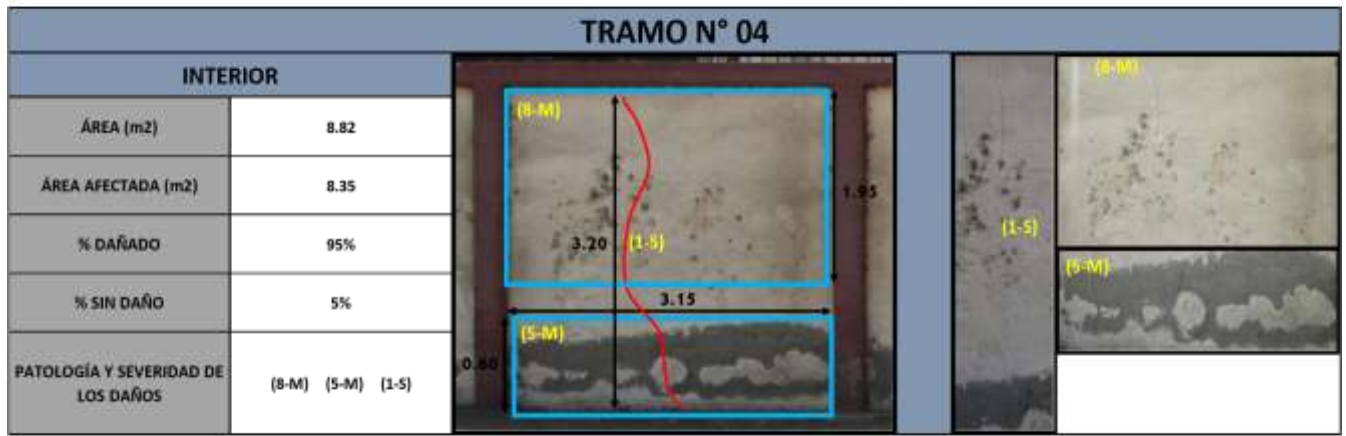 TRAMO N° 04
INTERIOR
ÁREA (m2) 8.82
ÁREA AFECTADA (m2) 8.35
% DAÑADO 95%
% SIN DAÑO 5%
PATOLOGÍA Y SEVERIDAD DE
LOS DAÑOS
(8-M) (5-M) (1-S)
(8-M)
1.95
3.20
(1-S)
3.15
(5-M)
0.80
(1-S)
(8-M)
(5-M)